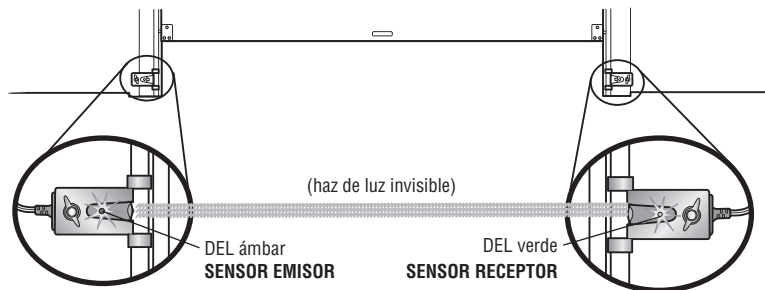 (haz de luz invisible)
DEL ámbar
SENSOR EMISOR
DEL verde
SENSOR RECEPTOR